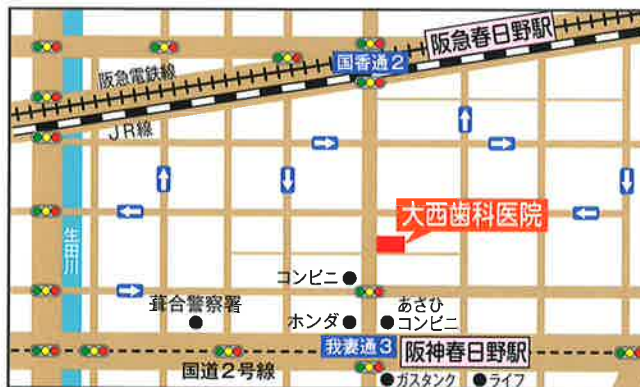 阪急春日野駅
国香通2
阪急電鉄線
JR線
大西歯科医院
生田川
コンビニ
葺合警察署
ホンダ
あさひ
コンビニ
我妻通3
阪神春日野駅
国道2号線
ガスタンク
ライフ